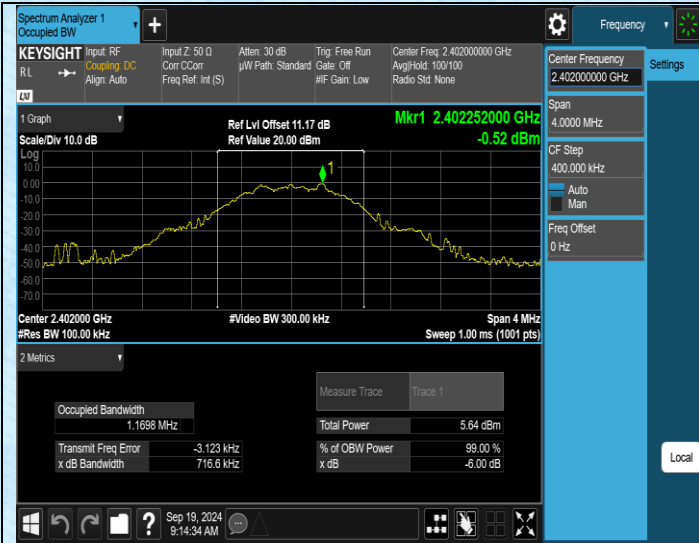 Spectrum Analyzer 1
Occupied BW
Frequency
KEYSIGHT
RL
LXI
Input: RF
Coupling: DC
Align: Auto
Input Z: 50 Ω
Corr CCorr
Freq Ref: Int (S)
Atten: 30 dB
µW Path: Standard
Trig: Free Run
Gate: Off
#IF Gain: Low
Center Freq: 2.402000000 GHz
Avg|Hold: 100/100
Radio Std: None
Center Frequency
2.402000000 GHz
Settings
Span
4.0000 MHz
CF Step
400.000 kHz
Auto
Man
Freq Offset
0 Hz
Local
1 Graph
Scale/Div 10.0 dB
Ref Lvl Offset 11.17 dB
Ref Value 20.00 dBm
Mkr1 2.402252000 GHz
-0.52 dBm
Log
10.0
0.00
-10.0
-20.0
-30.0
-40.0
-50.0
-60.0
-70.0
1
Center 2.402000 GHz
#Video BW 300.00 kHz
Span 4 MHz
#Res BW 100.00 kHz
Sweep 1.00 ms (1001 pts)
2 Metrics
Measure Trace
Trace 1
Occupied Bandwidth
1.1698 MHz
Total Power
5.64 dBm
Transmit Freq Error
-3.123 kHz
% of OBW Power
99.00 %
x dB Bandwidth
716.6 kHz
x dB
-6.00 dB
?
Sep 19, 2024
9:14:34 AM